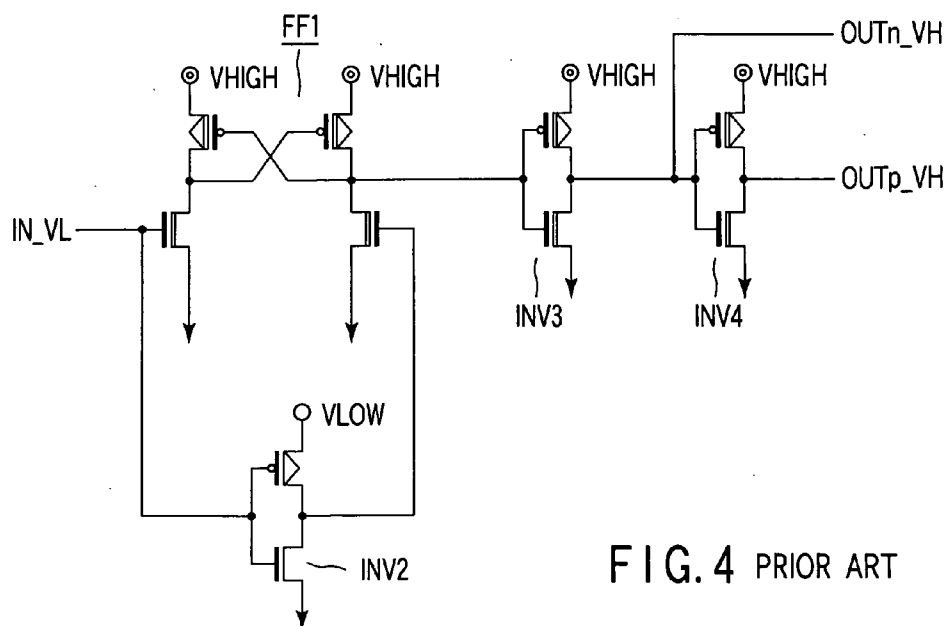 FF1
OUTn_VH
VHIGH
VHIGH
VHIGH
VHIGH
OUTp_VH
IN_VL
INV3
INV4
VLOW
INV2
FIG. 4 PRIOR ART